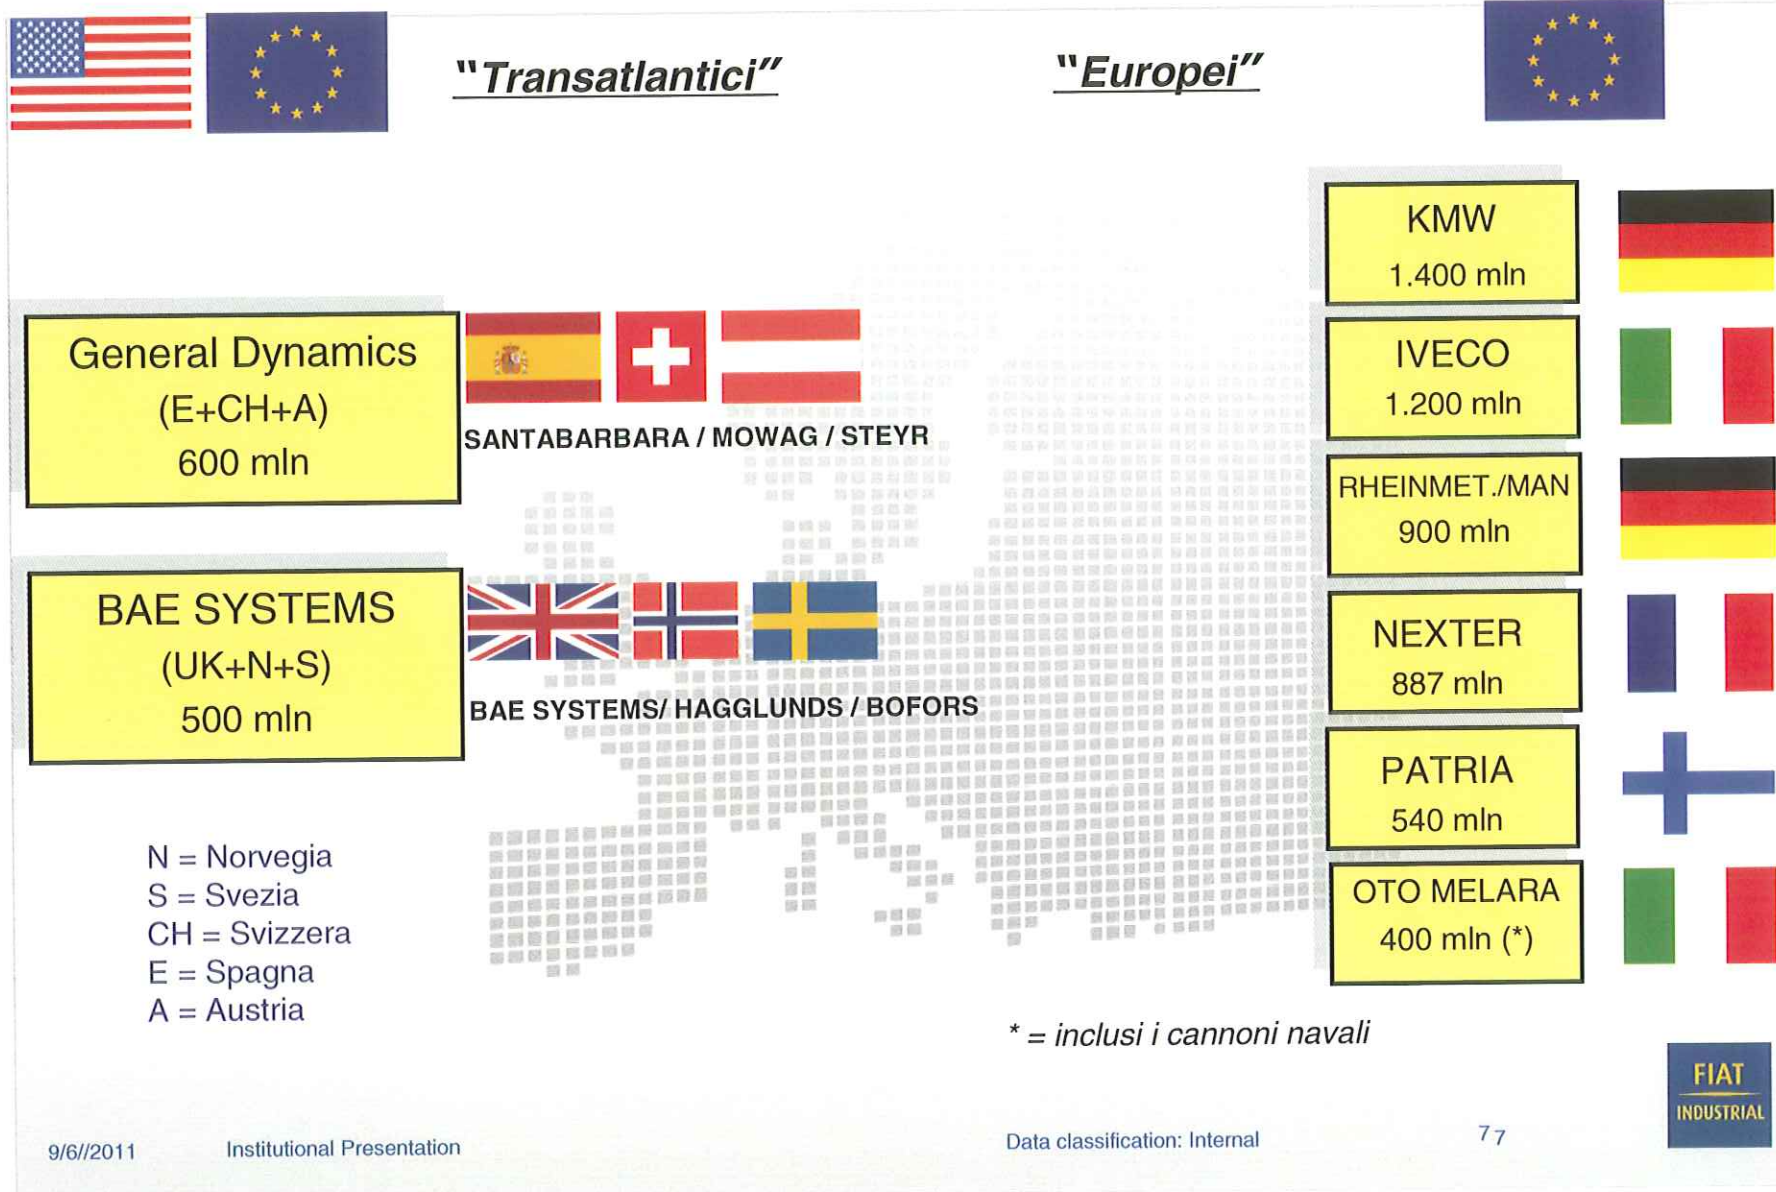 "Transatlantici"
"Europei"
General Dynamics
(E+CH+A)
600 mln
SANTABARBARA / MOWAG / STEYR
BAE SYSTEMS
(UK+N+S)
500 mln
BAE SYSTEMS/ HAGGLUNDS / BOFORS
N = Norvegia
S = Svezia
CH = Svizzera
E = Spagna
A = Austria
KMW
1.400 mln
IVECO
1.200 mln
RHEINMET./MAN
900 mln
NEXTER
887 mln
PATRIA
540 mln
OTO MELARA
400 mln (*)
* = inclusi i cannoni navali
FIAT
INDUSTRIAL
9/6//2011
Institutional Presentation
Data classification: Internal
7 7